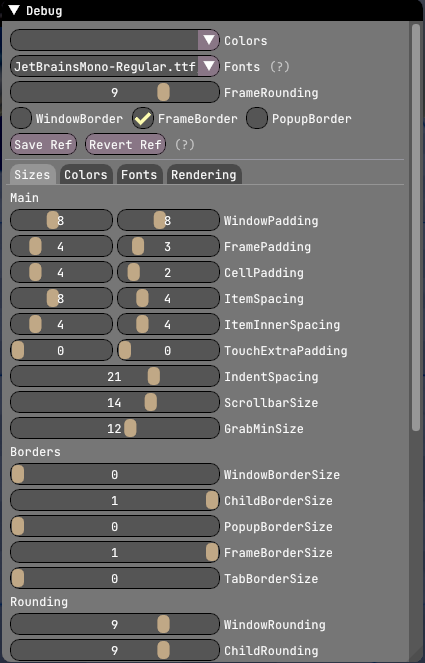 Debug
Colors
JetBrainsMono-Regular.ttf Fonts (?)
9 FrameRounding
WindowBorder FrameBorder PopupBorder
Save Ref Revert Ref (?)
Sizes Colors Fonts Rendering
Main
8 8 WindowPadding
4 3 FramePadding
4 2 CellPadding
8 4 ItemSpacing
4 4 ItemInnerSpacing
0 0 TouchExtraPadding
21 IndentSpacing
14 ScrollbarSize
12 GrabMinSize
Borders
0 WindowBorderSize
1 ChildBorderSize
0 PopupBorderSize
1 FrameBorderSize
0 TabBorderSize
Rounding
9 WindowRounding
9 ChildRounding